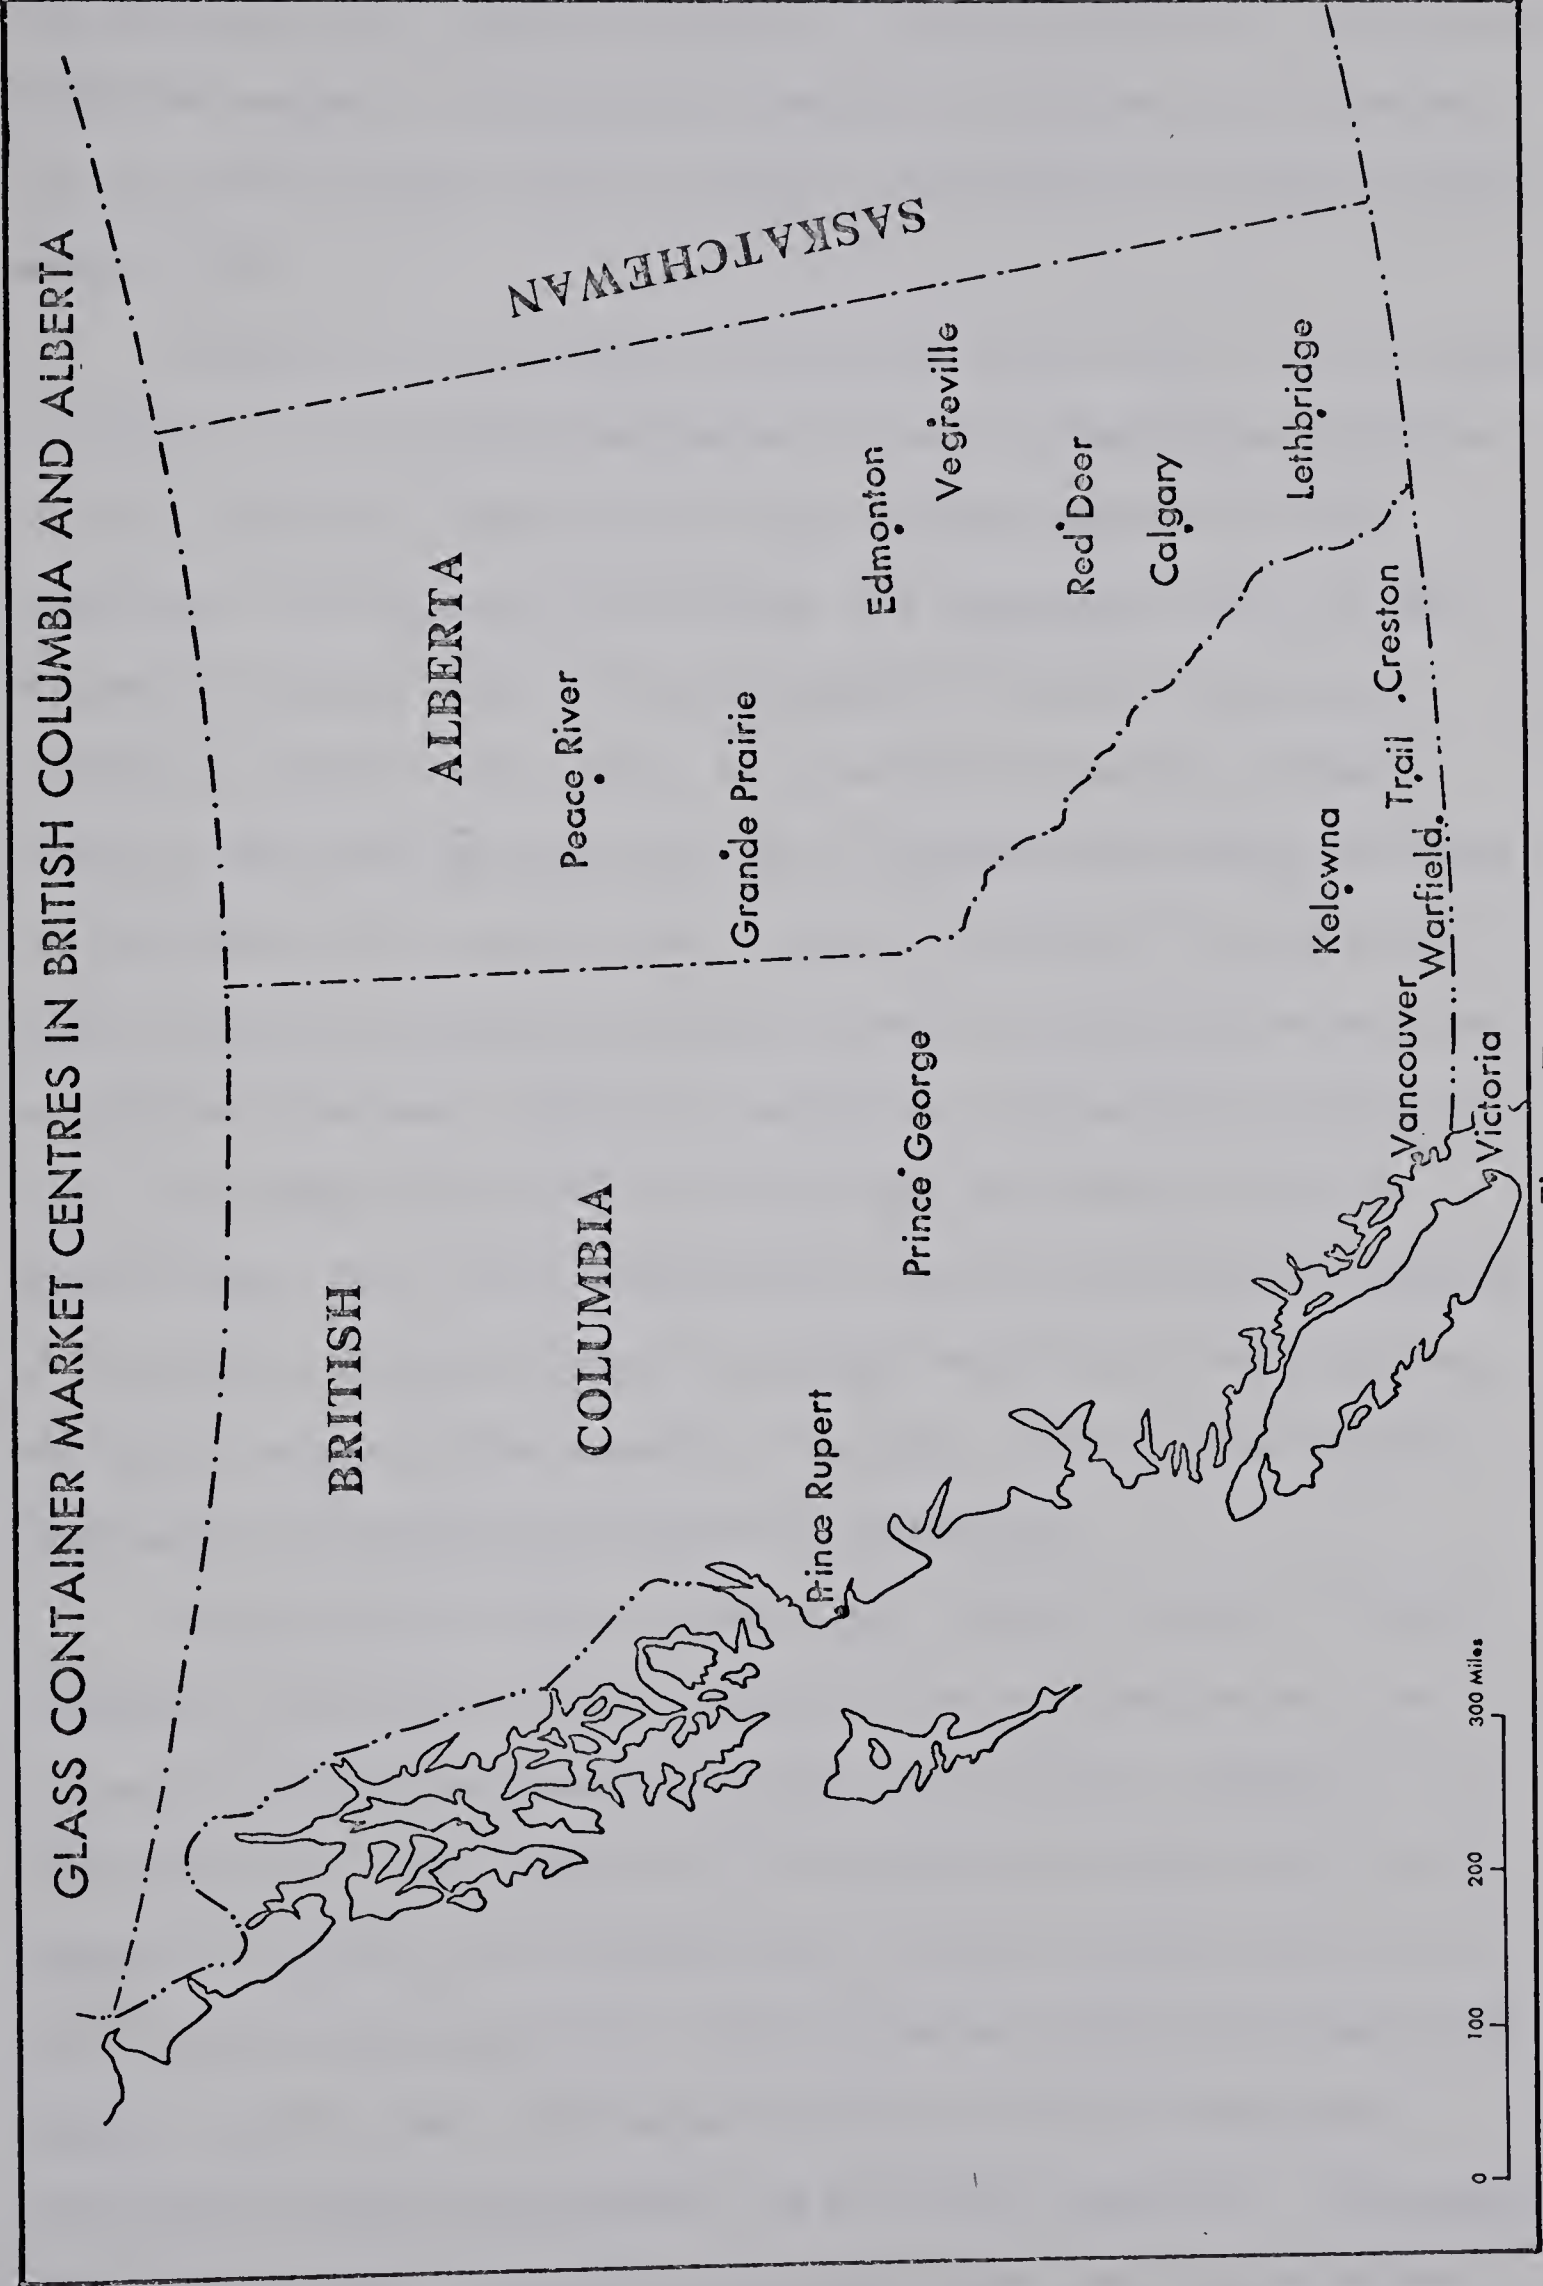 GLASS CONTAINER MARKET CENTRES IN BRITISH COLUMBIA AND ALBERTA
BRITISH
COLUMBIA
ALBERTA
SASKATCHEWAN
Peace River
Grande Prairie
Edmonton
Vegreville
Prince George
Prince Rupert
Red Deer
Calgary
Lethbridge
Kelowna
Creston
Trail
Warfield
Vancouver
Victoria
0 100 200 300 Miles